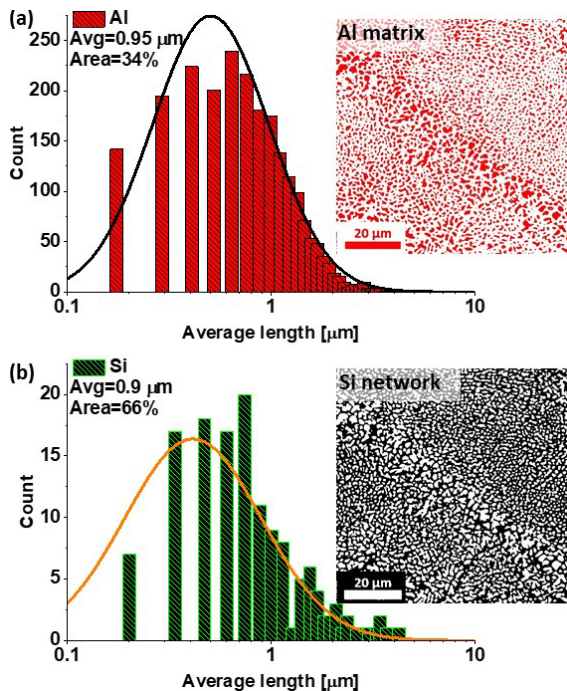 (a)
Al
Avg=0.95 μm
Area=34%
Al matrix
20 μm
Count
250
200
150
100
50
0
0.1
1
10
Average length [μm]
(b)
Si
Avg=0.9 μm
Area=66%
Si network
20 μm
Count
20
15
10
5
0
0.1
1
10
Average length [μm]